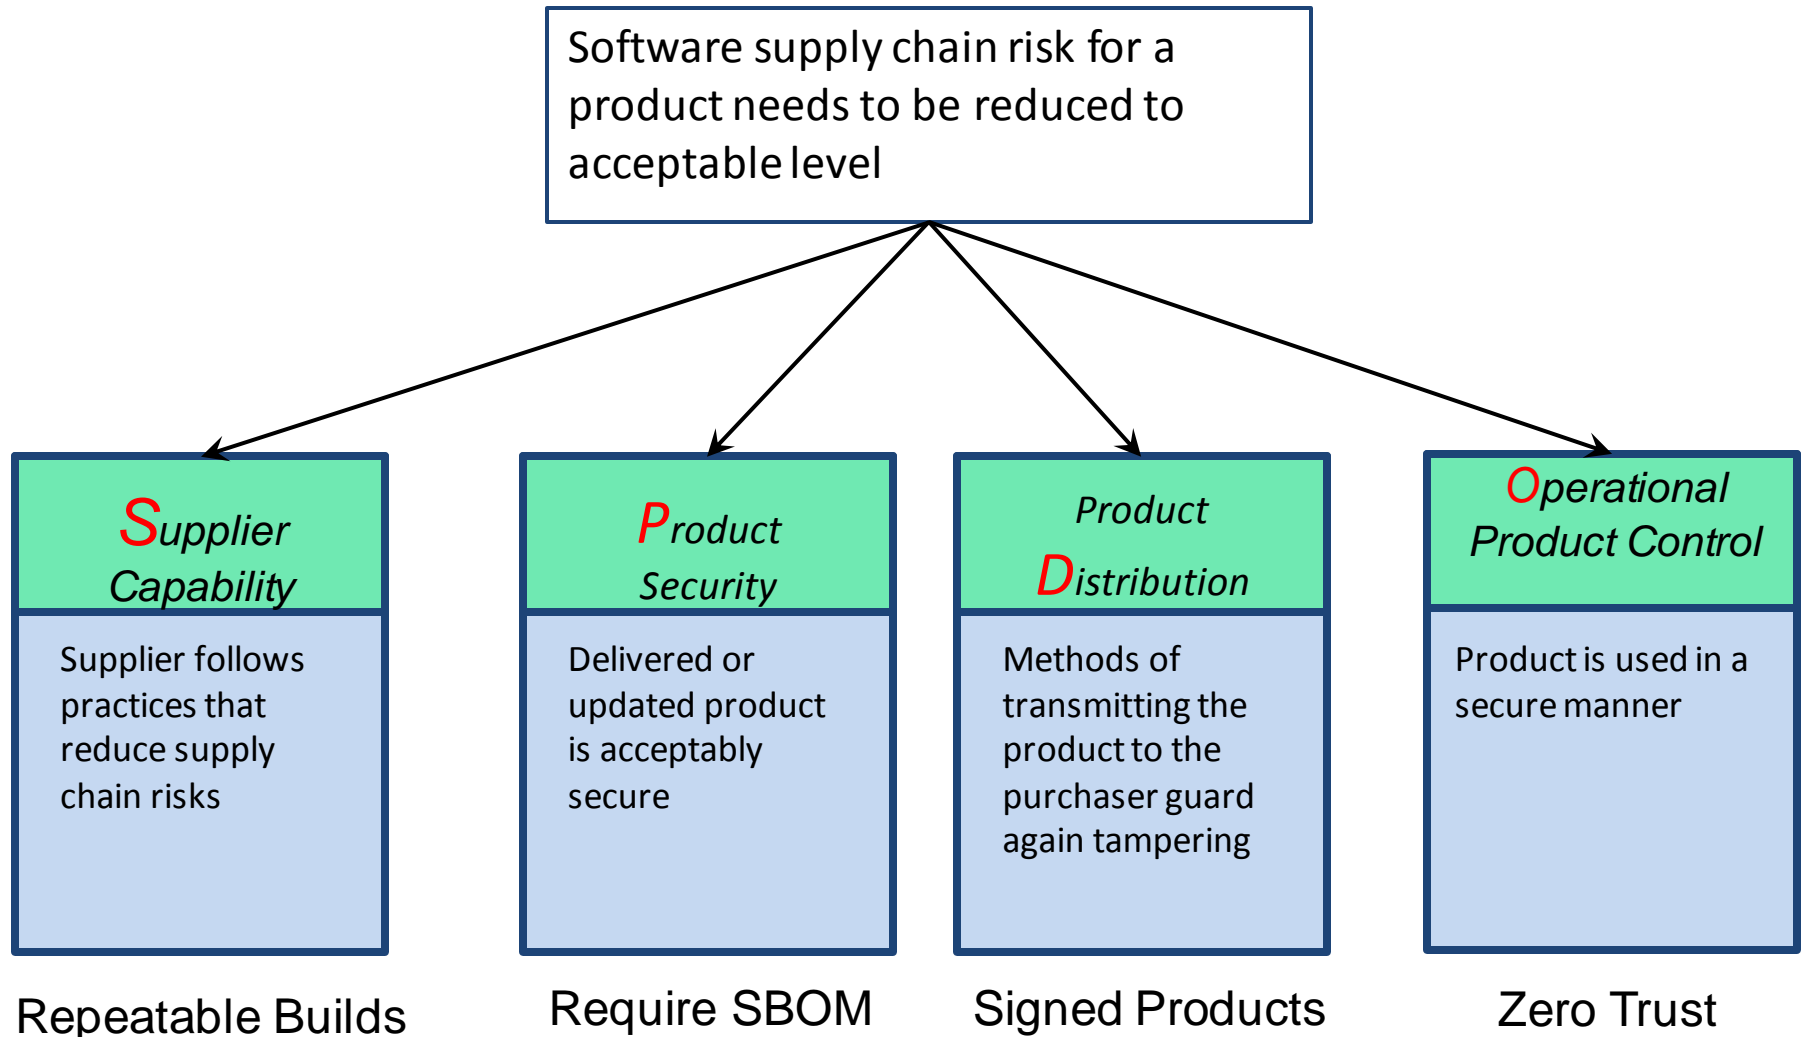 Software supply chain risk for a
product needs to be reduced to
acceptable level
Supplier
Capability
Supplier follows
practices that
reduce supply
chain risks
Repeatable Builds
Product
Security
Delivered or
updated product
is acceptably
secure
Require SBOM
Product
Distribution
Methods of
transmitting the
product to the
purchaser guard
again tampering
Signed Products
Operational
Product Control
Product is used in a
secure manner
Zero Trust